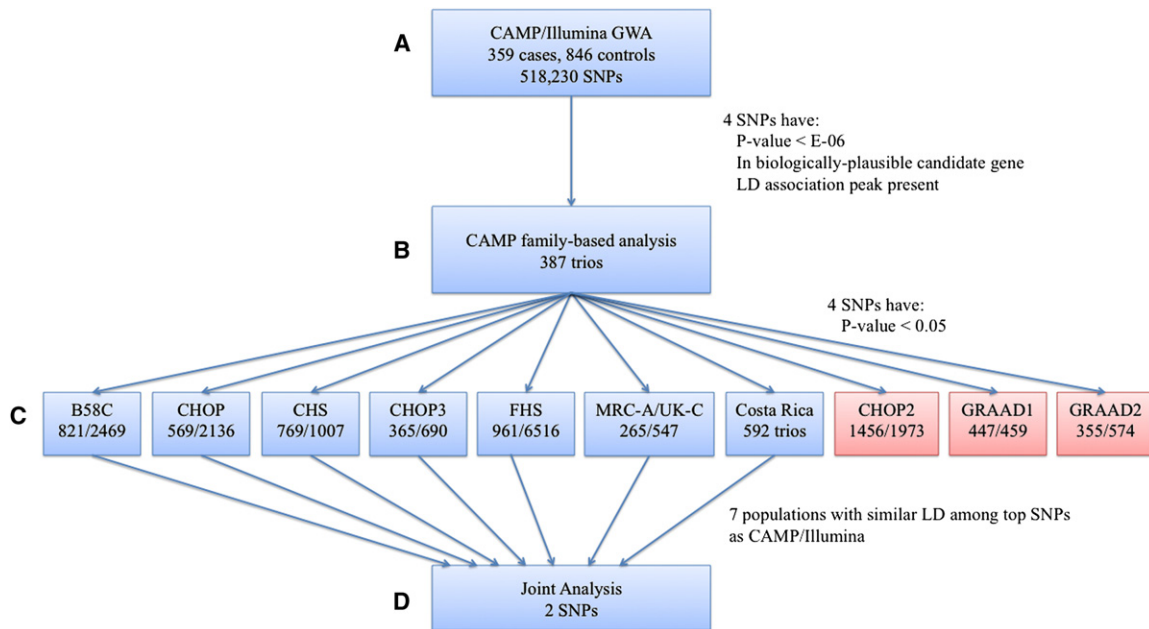 A
CAMP/Illumina GWA
359 cases, 846 controls
518,230 SNPs
4 SNPs have:
P-value < E-06
In biologically-plausible candidate gene
LD association peak present
B
CAMP family-based analysis
387 trios
4 SNPs have:
P-value < 0.05
C
B58C
821/2469
CHOP
569/2136
CHS
769/1007
CHOP3
365/690
FHS
961/6516
MRC-A/UK-C
265/547
Costa Rica
592 trios
CHOP2
1456/1973
GRAAD1
447/459
GRAAD2
355/574
7 populations with similar LD among top SNPs
as CAMP/Illumina
D
Joint Analysis
2 SNPs